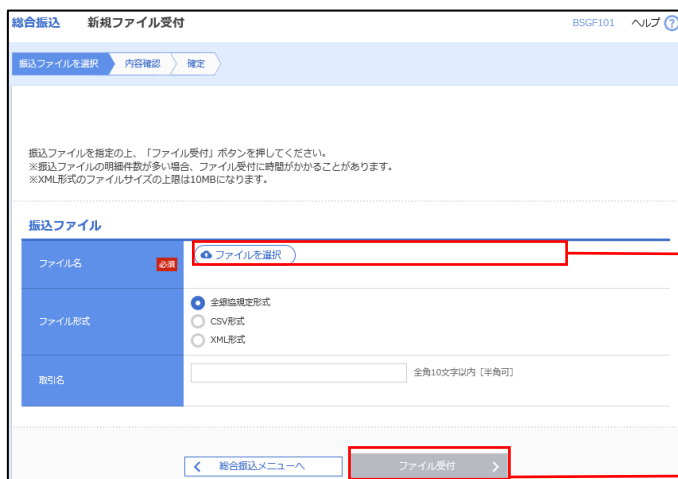 総合振込 新規ファイル受付 BSGF101 ヘルプ ?
振込ファイルを選択 内容確認 確定
振込ファイルを指定の上、「ファイル受付」ボタンを押してください。
※振込ファイルの明細件数が多い場合、ファイル受付に時間がかかることがあります。
※XML形式のファイルサイズの上限は10MBになります。
振込ファイル
ファイル名 必須 ファイルを選択
ファイル形式
全銀協規定形式
CSV形式
XML形式
取引名 全角10文字以内［半角可］
総合振込メニューへ ファイル受付